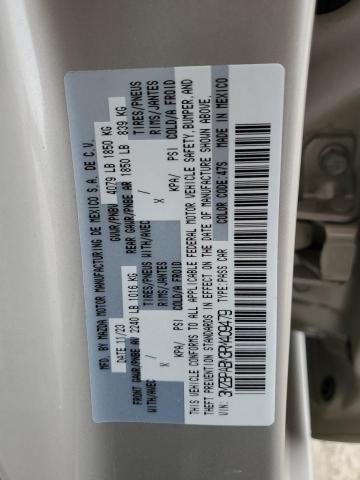 MFD. BY MAZDA MOTOR MANUFACTURING DE MEXICO S.A. DE C.V.
DATE 11/23 GVWR/PNBV 4079 LB 1850 KG
FRONT GAWR/PNBE AV 2240 LB 1016 KG REAR GAWR/PNBE AR 1850 LB 839 KG
WITH/AVEC TIRES/PNEUS WITH/AVEC TIRES/PNEUS
/ RIMS/JANTES / RIMS/JANTES
X COLD/A FROID X COLD/A FROID
KPA/ PSI KPA/ PSI
THIS VEHICLE CONFORMS TO ALL APPLICABLE FEDERAL MOTOR VEHICLE SAFETY, BUMPER, AND
THEFT PREVENTION STANDARDS IN EFFECT ON THE DATE OF MANUFACTURE SHOWN ABOVE.
TYPE: PASS CAR COLOR CODE: 47S MADE IN MEXICO
VIN: